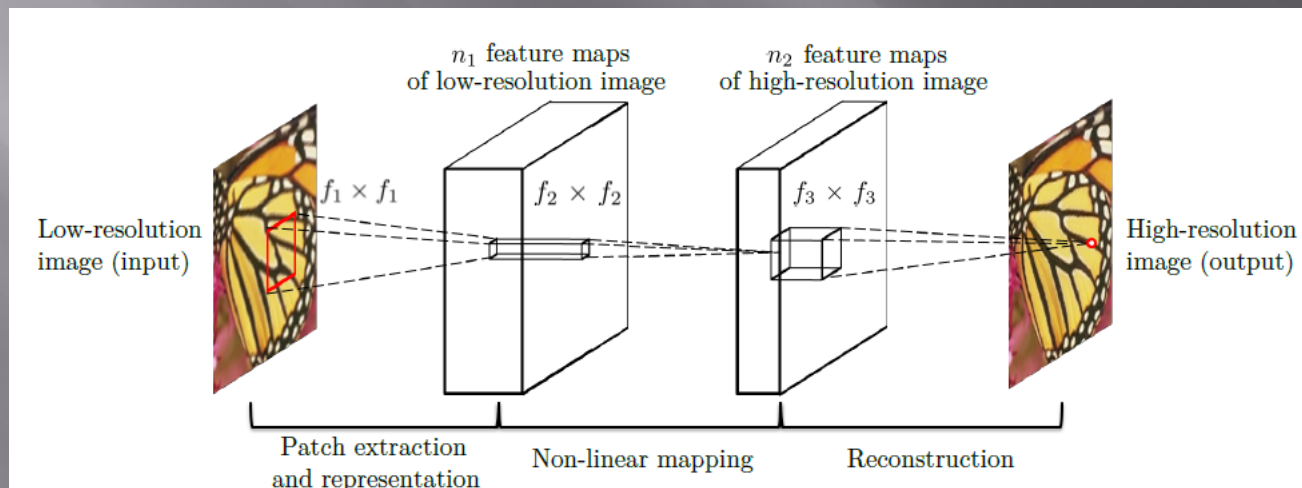 n₁ feature maps
of low-resolution image
n₂ feature maps
of high-resolution image
f₁ × f₁
f₂ × f₂
f₃ × f₃
Low-resolution
image (input)
High-resolution
image (output)
Patch extraction
and representation
Non-linear mapping
Reconstruction